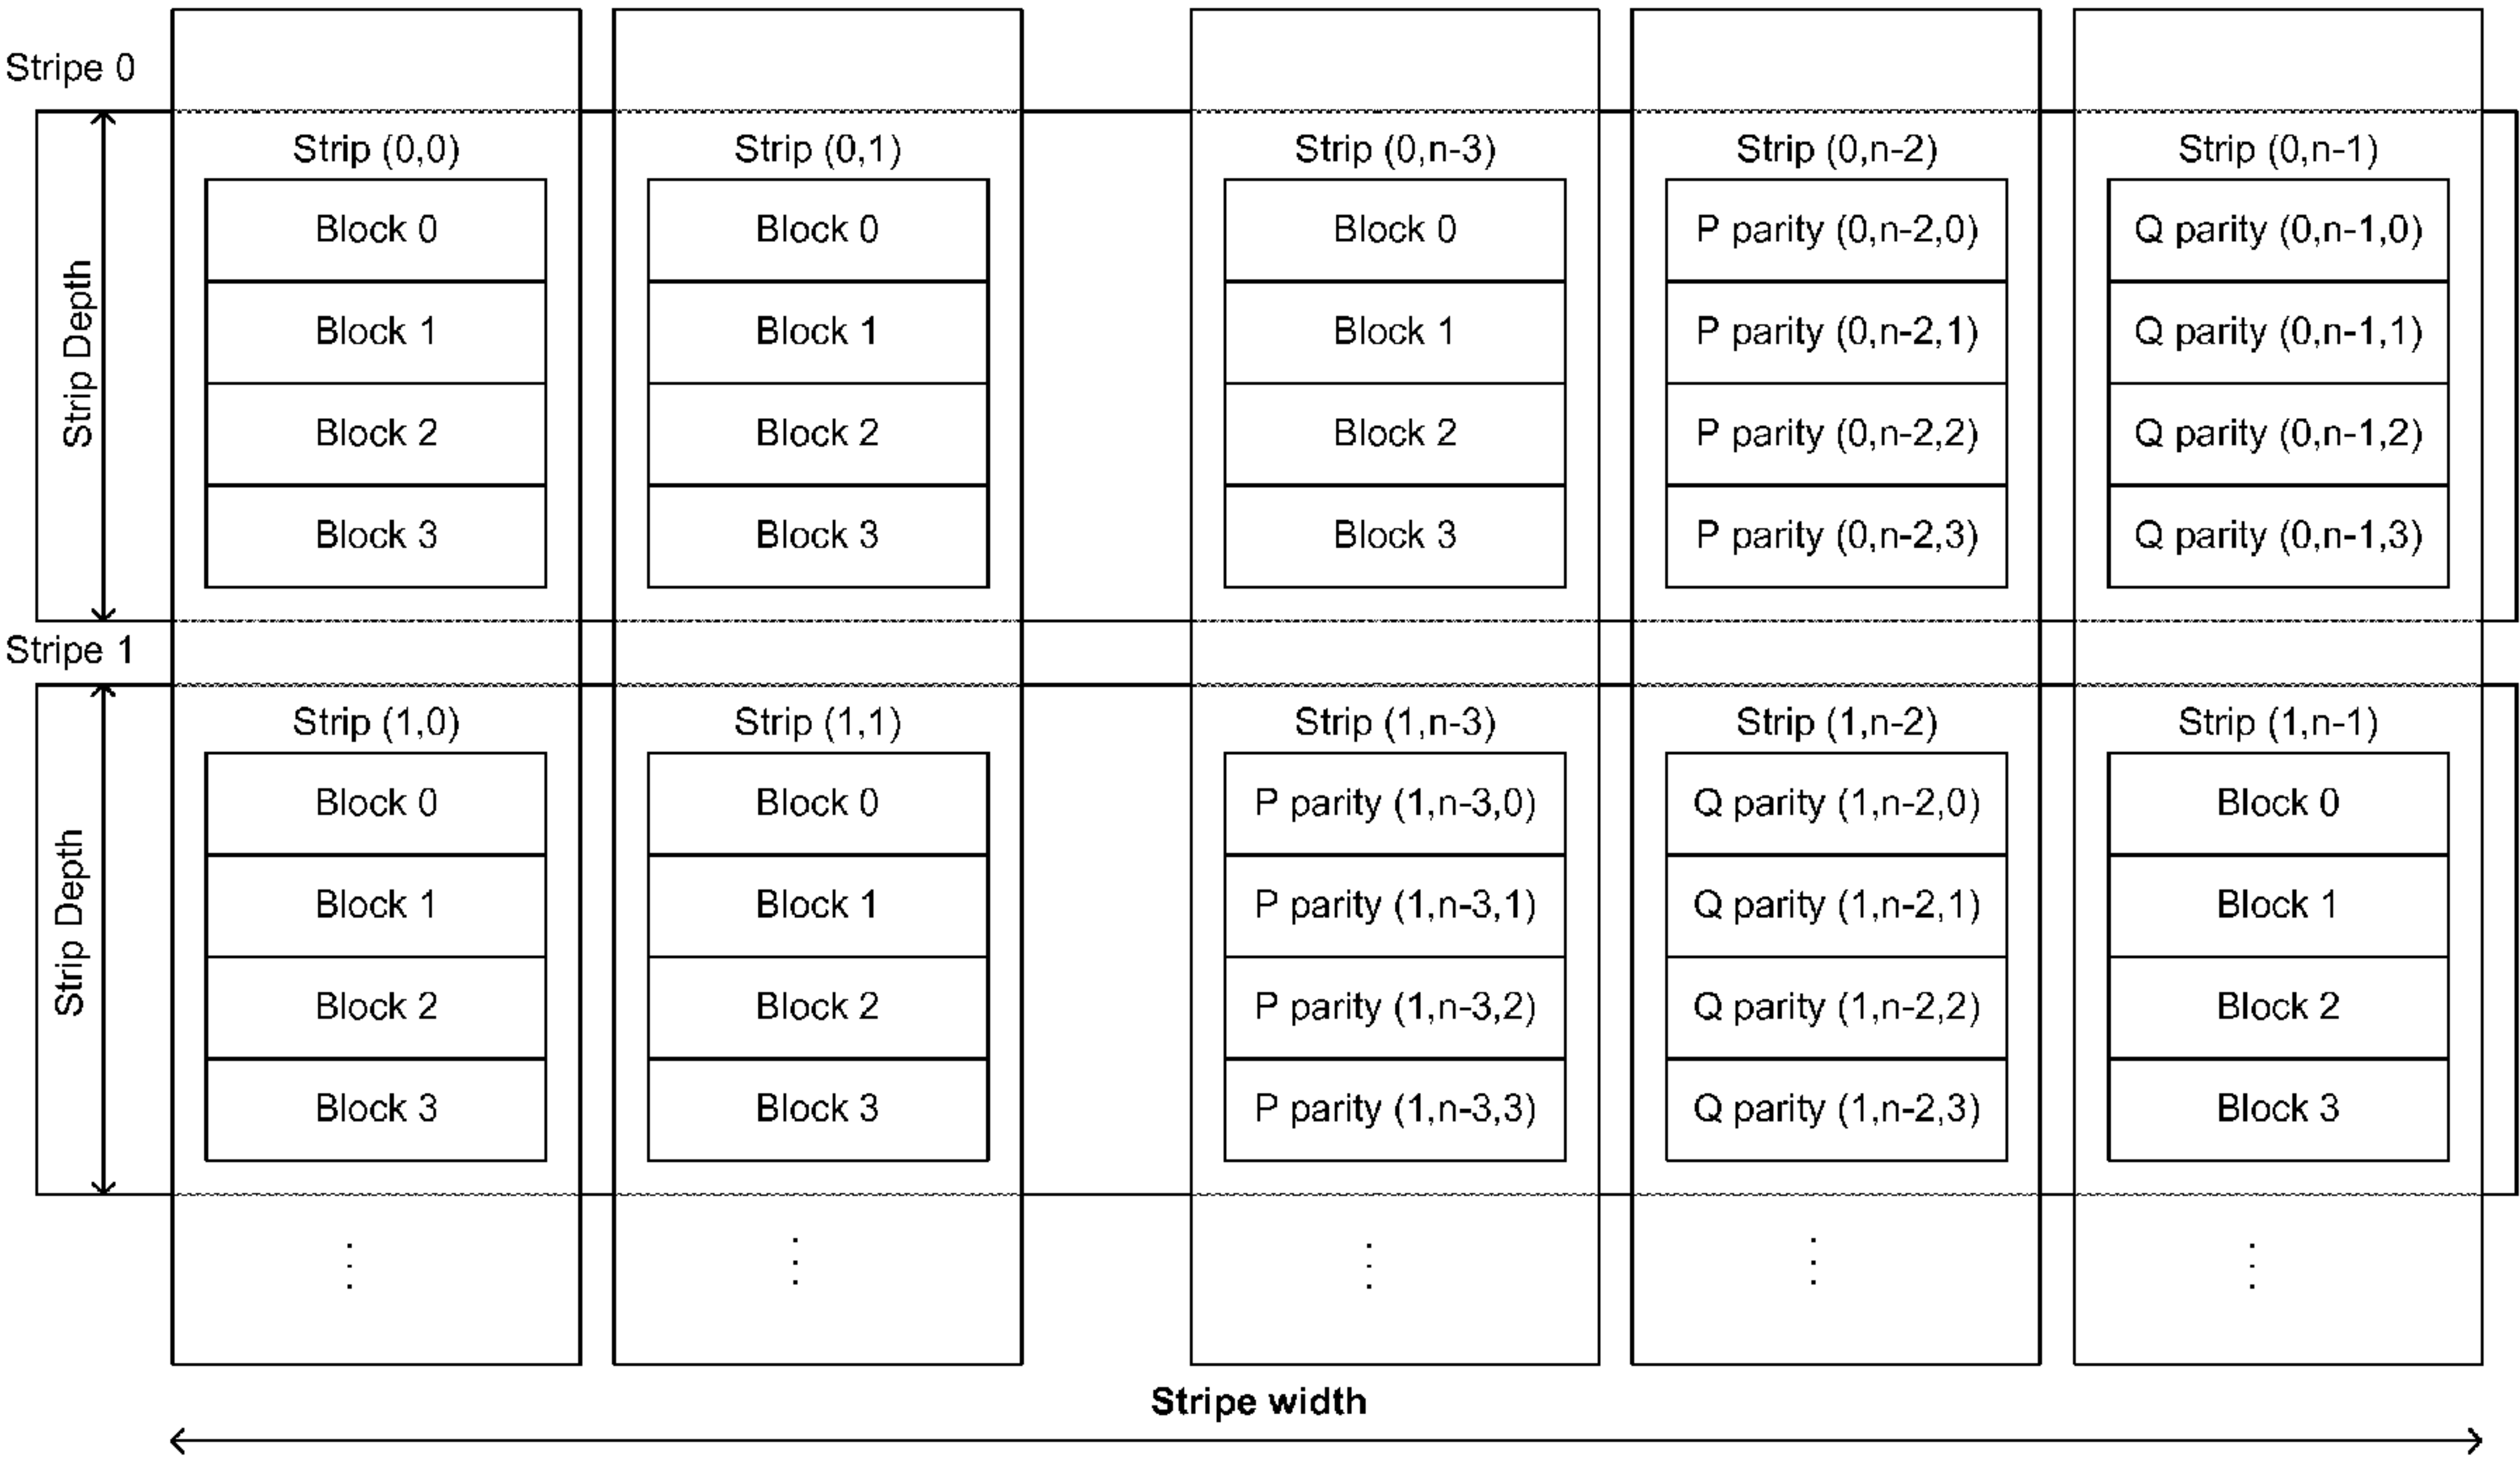 Stripe 0
Strip Depth
Strip (0,0) Strip (0,1) Strip (0,n-3) Strip (0,n-2) Strip (0,n-1)
Block 0 Block 0 Block 0 P parity (0,n-2,0) Q parity (0,n-1,0)
Block 1 Block 1 Block 1 P parity (0,n-2,1) Q parity (0,n-1,1)
Block 2 Block 2 Block 2 P parity (0,n-2,2) Q parity (0,n-1,2)
Block 3 Block 3 Block 3 P parity (0,n-2,3) Q parity (0,n-1,3)
Stripe 1
Strip Depth
Strip (1,0) Strip (1,1) Strip (1,n-3) Strip (1,n-2) Strip (1,n-1)
Block 0 Block 0 P parity (1,n-3,0) Q parity (1,n-2,0) Block 0
Block 1 Block 1 P parity (1,n-3,1) Q parity (1,n-2,1) Block 1
Block 2 Block 2 P parity (1,n-3,2) Q parity (1,n-2,2) Block 2
Block 3 Block 3 P parity (1,n-3,3) Q parity (1,n-2,3) Block 3
Stripe width